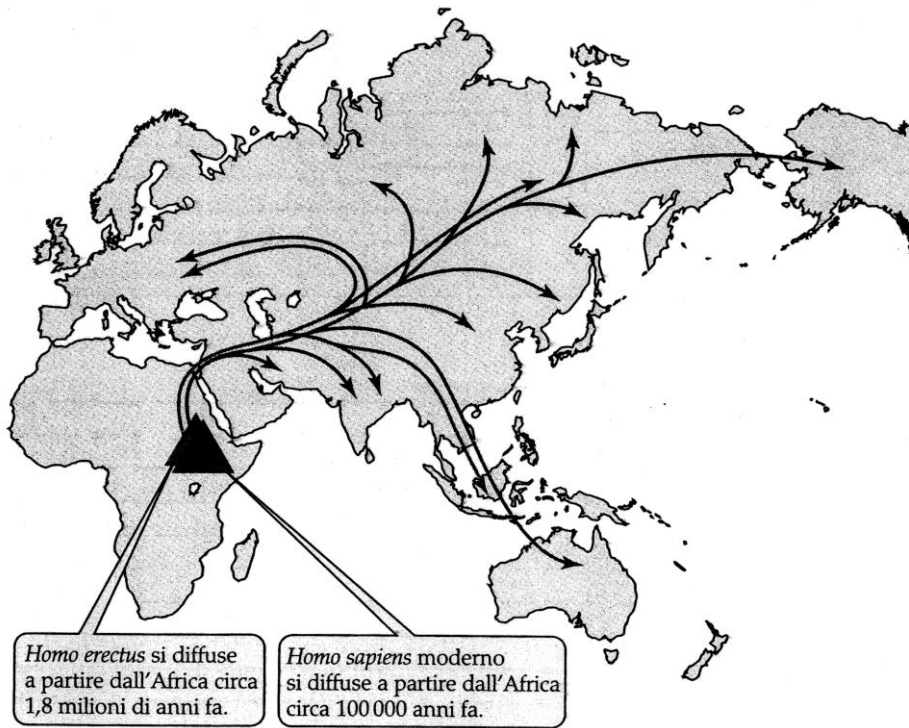 Homo erectus si diffuse
a partire dall'Africa circa
1,8 milioni di anni fa.
Homo sapiens moderno
si diffuse a partire dall'Africa
circa 100 000 anni fa.